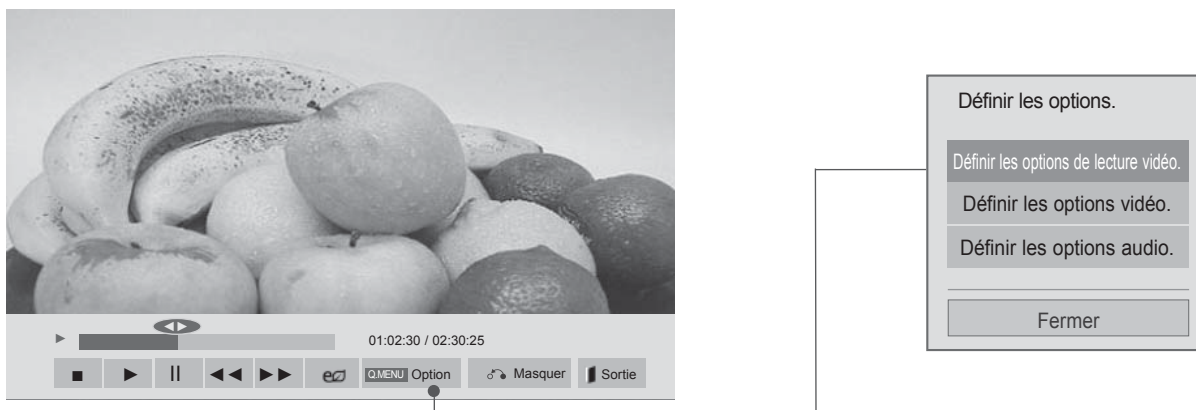 01:02:30 / 02:30:25
Q.MENU Option Masquer Sortie
Définir les options.
Définir les options de lecture vidéo.
Définir les options vidéo.
Définir les options audio.
Fermer